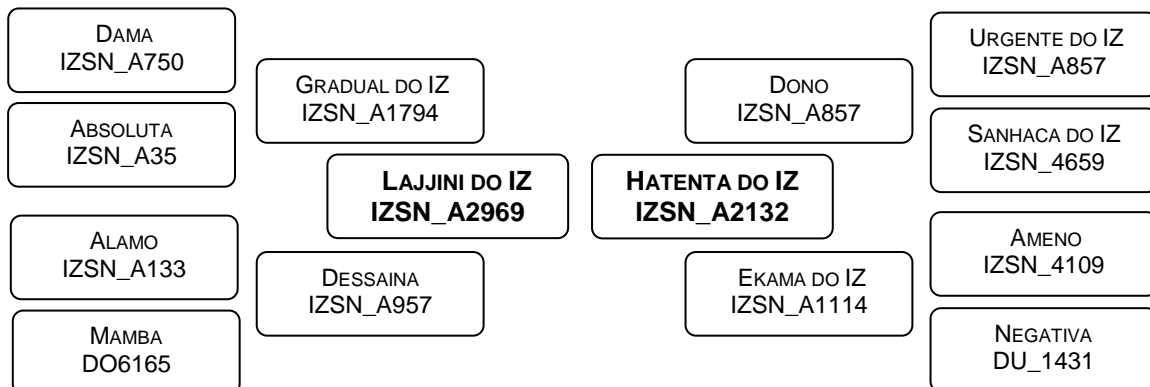 DAMA
IZSN_A750
ABSOLUTA
IZSN_A35
GRADUAL DO IZ
IZSN_A1794
LAJJINI DO IZ
IZSN_A2969
ALAMO
IZSN_A133
MAMBA
DO6165
DESSAINA
IZSN_A957
URGENTE DO IZ
IZSN_A857
SANHACA DO IZ
IZSN_4659
DONO
IZSN_A857
HATENTA DO IZ
IZSN_A2132
AMENO
IZSN_4109
NEGATIVA
DU_1431
EKAMA DO IZ
IZSN_A1114